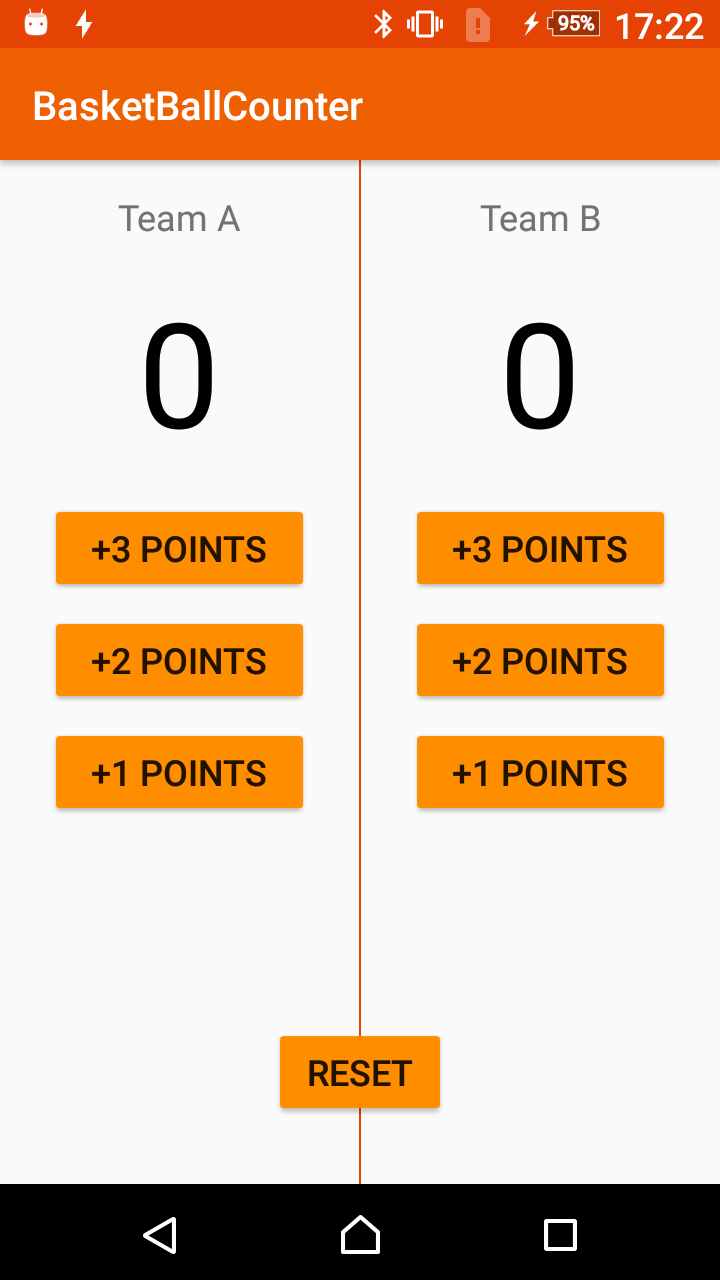 95% 17:22
BasketBallCounter
Team A Team B
0 0
+3 POINTS +3 POINTS
+2 POINTS +2 POINTS
+1 POINTS +1 POINTS
RESET